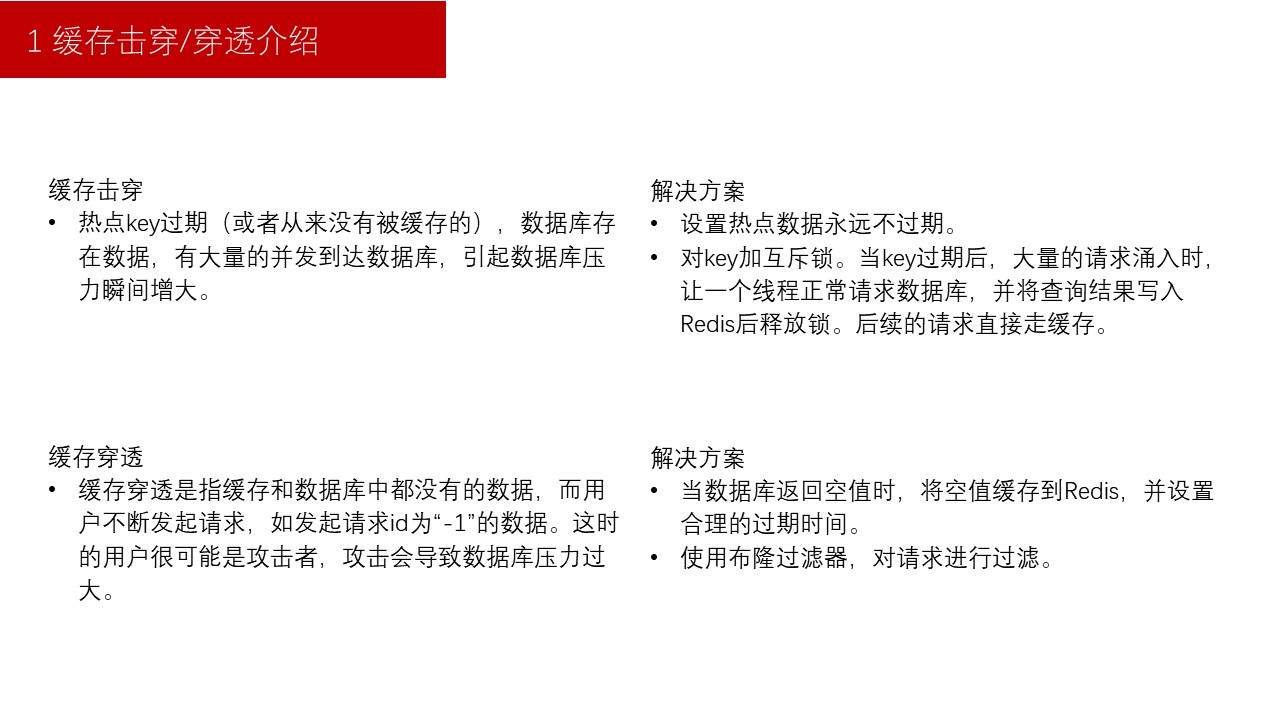 1 缓存击穿/穿透介绍
缓存击穿
• 热点key过期（或者从来没有被缓存的），数据库存
在数据，有大量的并发到达数据库，引起数据库压
力瞬间增大。
解决方案
• 设置热点数据永远不过期。
• 对key加互斥锁。当key过期后，大量的请求涌入时，
让一个线程正常请求数据库，并将查询结果写入
Redis后释放锁。后续的请求直接走缓存。
缓存穿透
• 缓存穿透是指缓存和数据库中都没有的数据，而用
户不断发起请求，如发起请求id为“-1”的数据。这时
的用户很可能是攻击者，攻击会导致数据库压力过
大。
解决方案
• 当数据库返回空值时，将空值缓存到Redis，并设置
合理的过期时间。
• 使用布隆过滤器，对请求进行过滤。